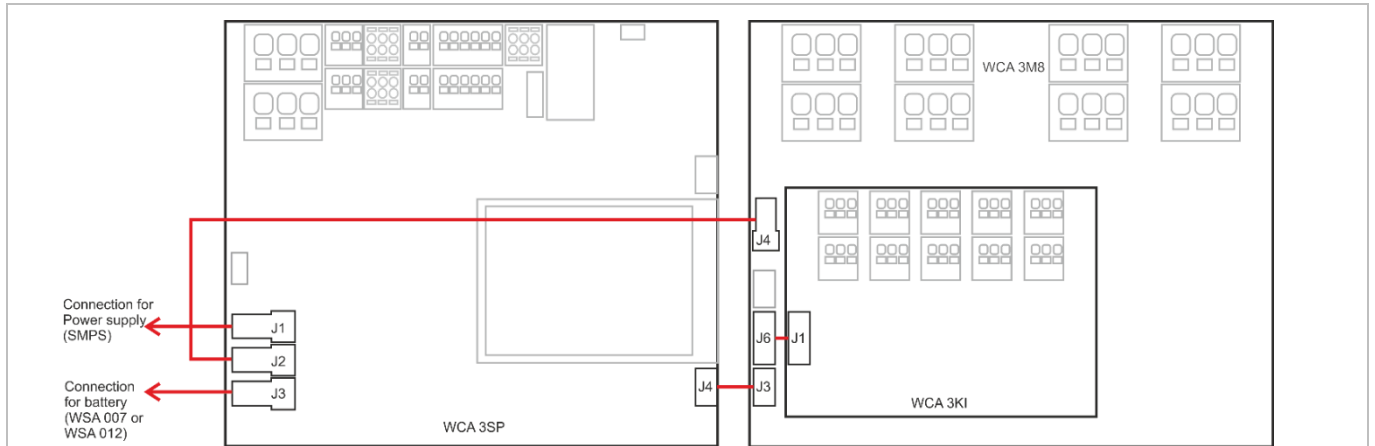 WCA 3M8
J4
Connection for
Power supply
(SMPS)
J1
J6
J1
J2
Connection
for battery
(WSA 007 or
WSA 012)
J3
J4
J3
WCA 3KI
WCA 3SP